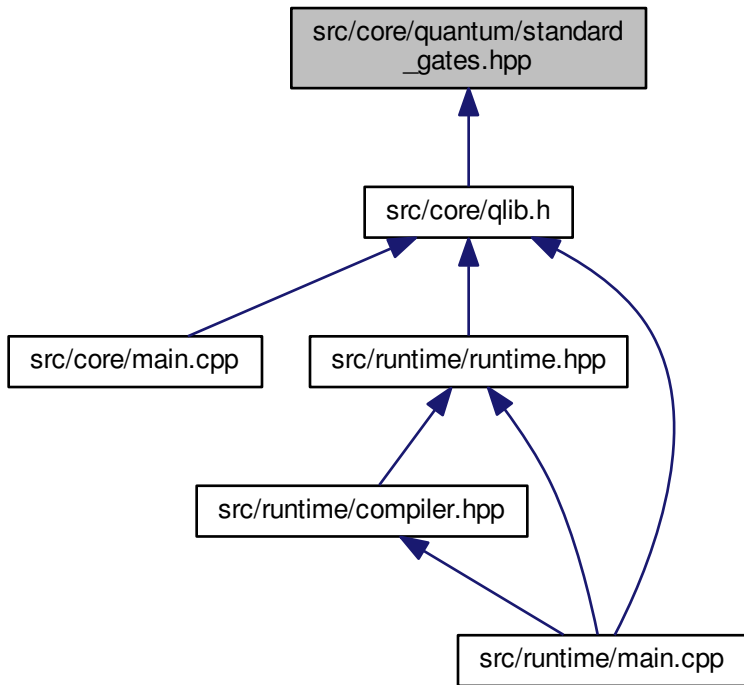 src/core/quantum/standard
_gates.hpp
src/core/qlib.h
src/core/main.cpp
src/runtime/runtime.hpp
src/runtime/compiler.hpp
src/runtime/main.cpp